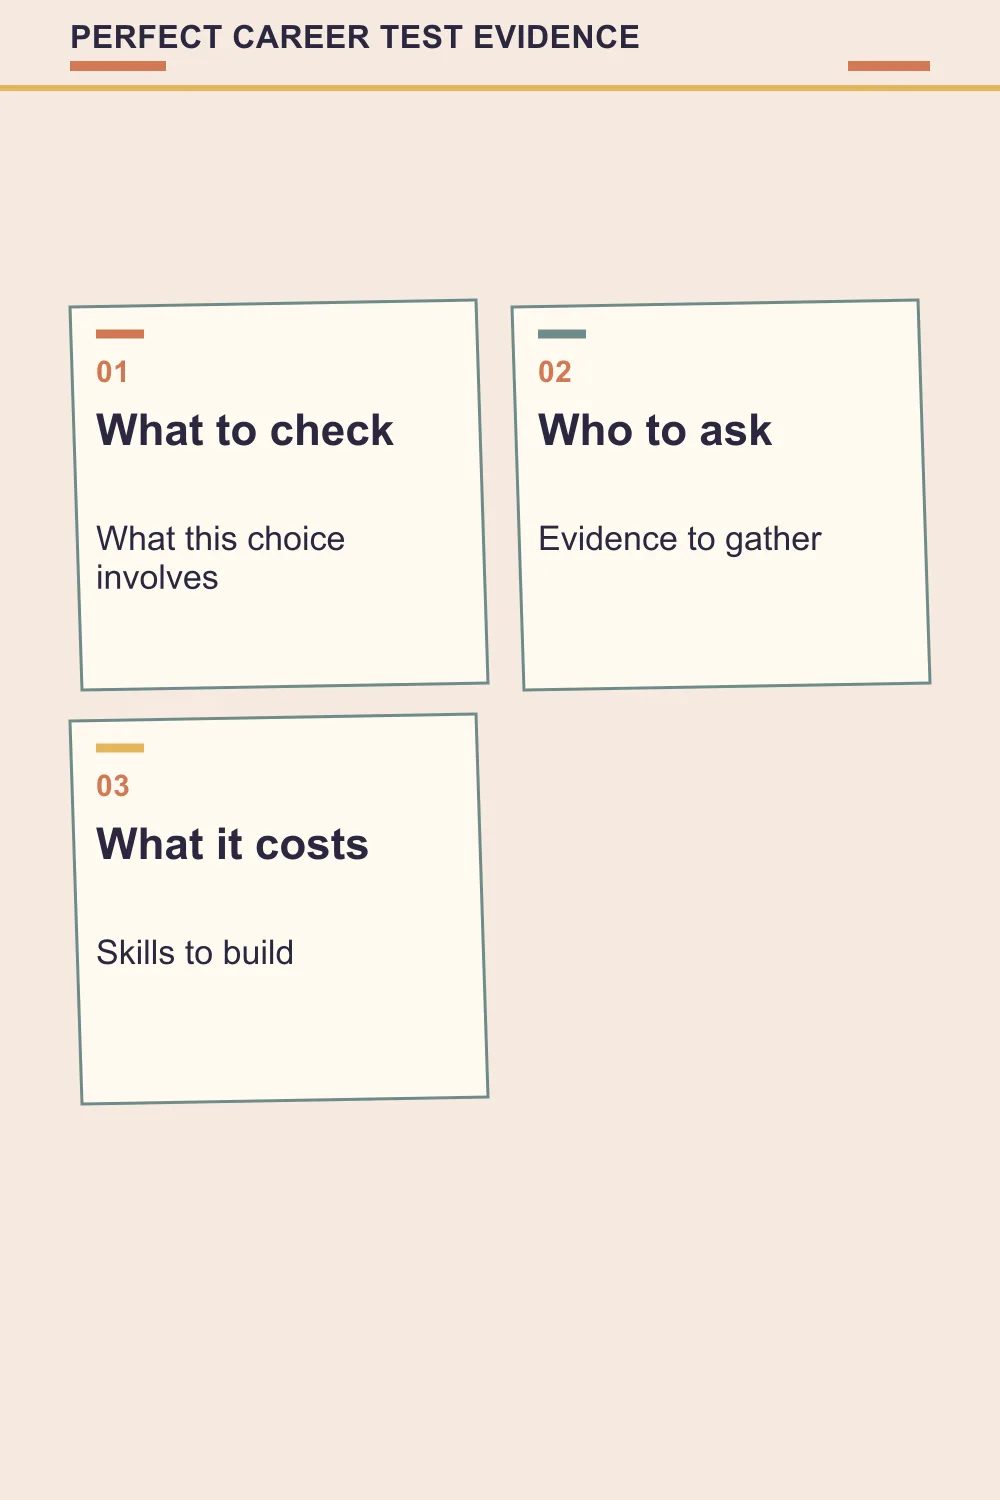 PERFECT CAREER TEST EVIDENCE
01
What to check
What this choice
involves
02
Who to ask
Evidence to gather
03
What it costs
Skills to build